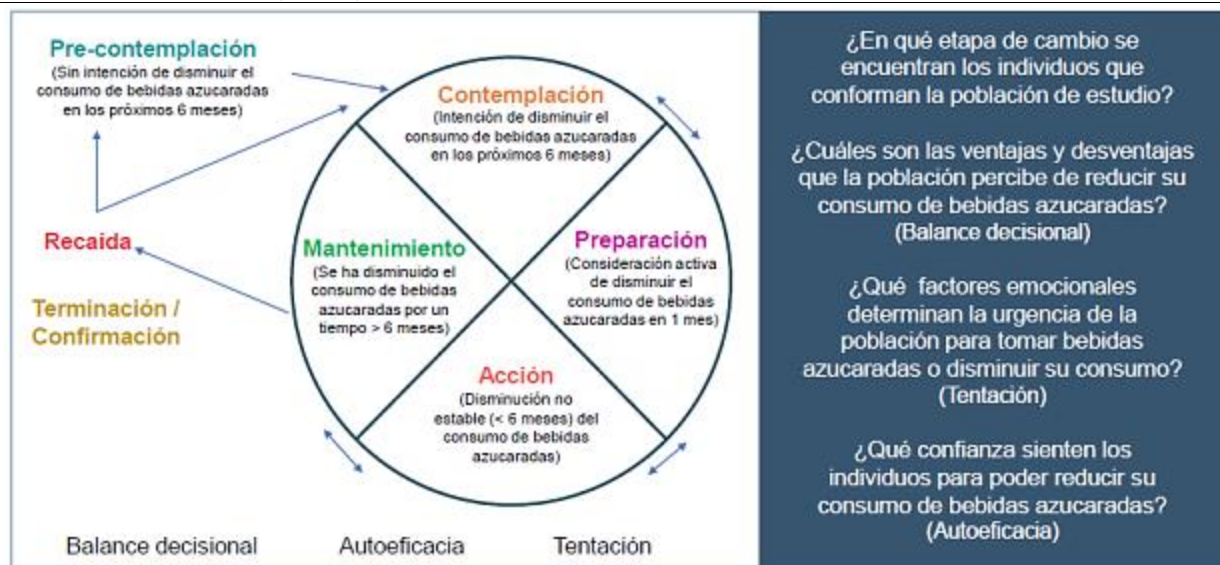 Pre-contemplación
(Sin intención de disminuir el
consumo de bebidas azucaradas
en los próximos 6 meses)
Contemplación
(Intención de disminuir el
consumo de bebidas azucaradas
en los próximos 6 meses)
Recaída
Mantenimiento
(Se ha disminuido el
consumo de bebidas
azucaradas por un
tiempo > 6 meses)
Preparación
(Consideración activa
de disminuir el
consumo de bebidas
azucaradas en 1 mes)
Terminación /
Confirmación
Acción
(Disminución no
estable (< 6 meses) del
consumo de bebidas
azucaradas)
Balance decisional
Autoeficacia
Tentación
¿En qué etapa de cambio se
encuentran los individuos que
conforman la población de estudio?
¿Cuáles son las ventajas y desventajas
que la población percibe de reducir su
consumo de bebidas azucaradas?
(Balance decisional)
¿Qué factores emocionales
determinan la urgencia de la
población para tomar bebidas
azucaradas o disminuir su consumo?
(Tentación)
¿Qué confianza sienten los
individuos para poder reducir su
consumo de bebidas azucaradas?
(Autoeficacia)